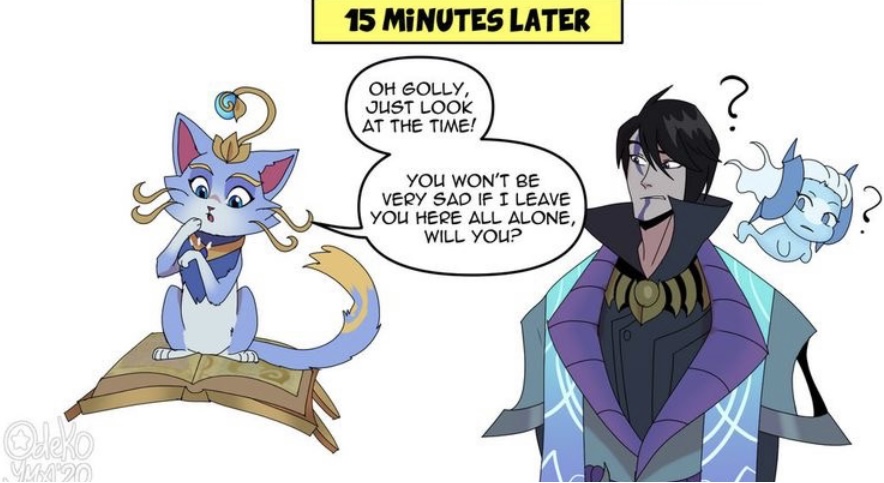 15 MINUTES LATER
OH GOLLY,
JUST LOOK
AT THE TIME!
YOU WON'T BE
VERY SAD IF I LEAVE
YOU HERE ALL ALONE,
WILL YOU?
?
?
OdeKo